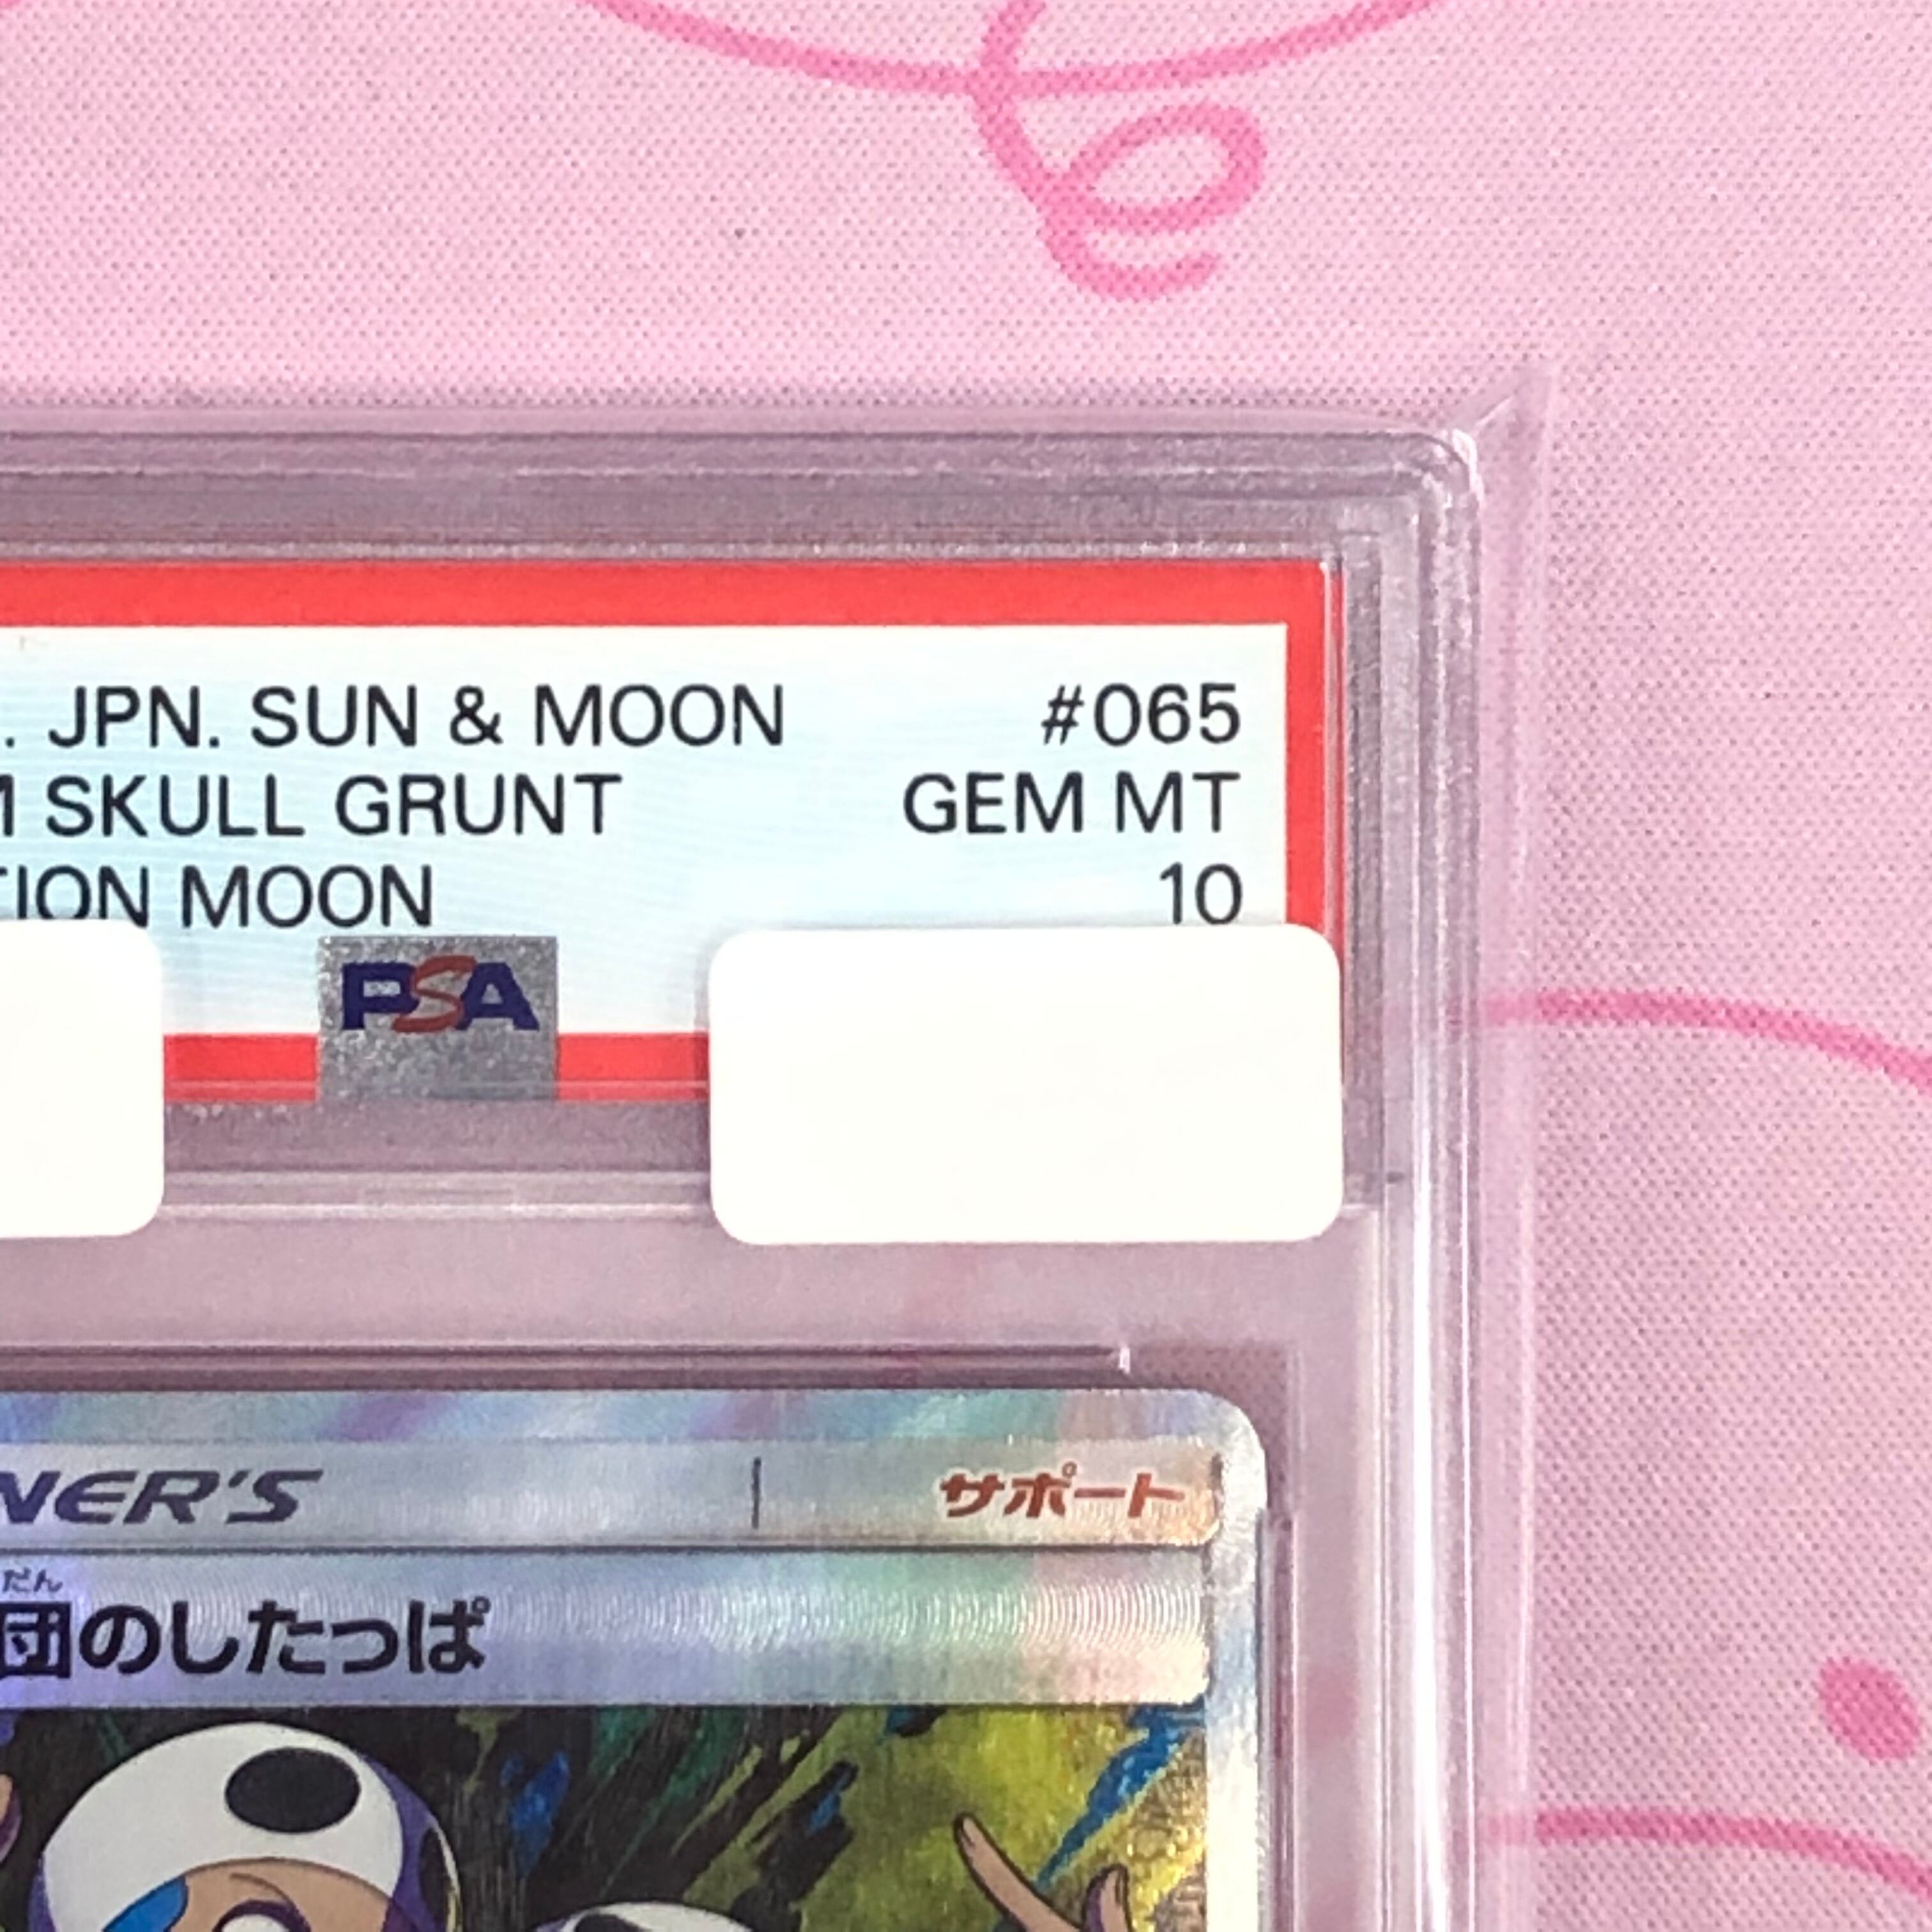 . JPN. SUN & MOON #065
SKULL GRUNT GEM MT
TION MOON 10
PSA
NER'S サポート
だん
団のしたっぱ